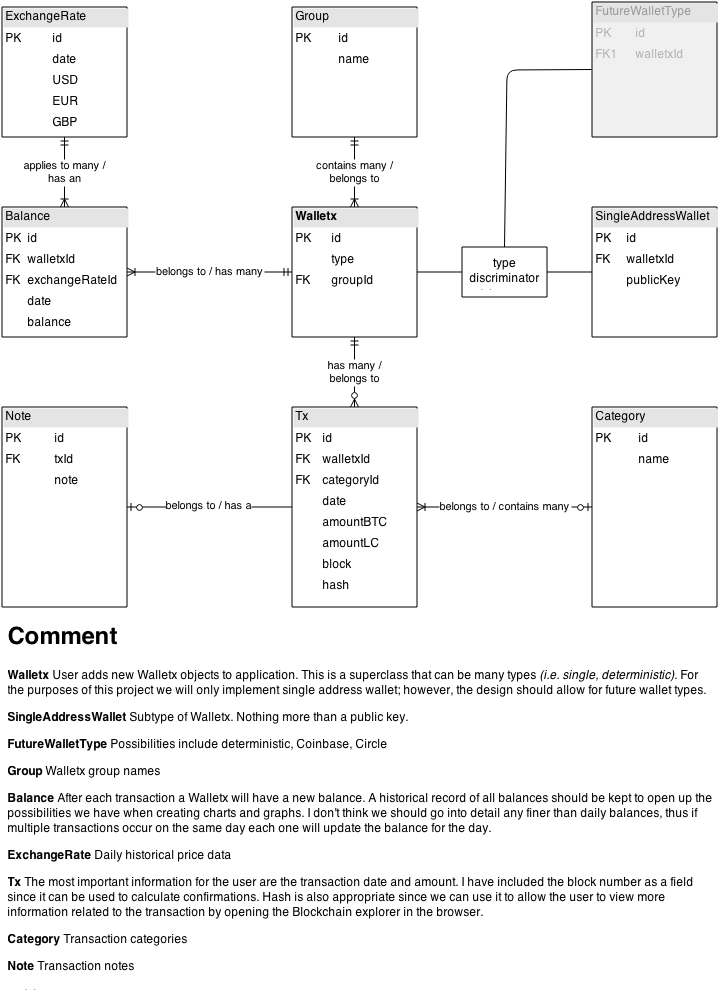 ExchangeRate
PK id
date
USD
EUR
GBP
Group
PK id
name
FutureWalletType
PK id
FK1 walletxId
applies to many /
has an
contains many /
belongs to
Balance
PK id
FK walletxId
FK exchangeRateId
date
balance
belongs to / has many
Walletx
PK id
type
FK groupId
type
discriminator
SingleAddressWallet
PK id
FK walletxId
publicKey
has many /
belongs to
Note
PK id
FK txId
note
belongs to / has a
Tx
PK id
FK walletxId
FK categoryId
date
amountBTC
amountLC
block
hash
belongs to / contains many
Category
PK id
name
Comment
Walletx User adds new Walletx objects to application. This is a superclass that can be many types (i.e. single, deterministic). For
the purposes of this project we will only implement single address wallet; however, the design should allow for future wallet types.
SingleAddressWallet Subtype of Walletx. Nothing more than a public key.
FutureWalletType Possibilities include deterministic, Coinbase, Circle
Group Walletx group names
Balance After each transaction a Walletx will have a new balance. A historical record of all balances should be kept to open up the
possibilities we have when creating charts and graphs. I don't think we should go into detail any finer than daily balances, thus if
multiple transactions occur on the same day each one will update the balance for the day.
ExchangeRate Daily historical price data
Tx The most important information for the user are the transaction date and amount. I have included the block number as a field
since it can be used to calculate confirmations. Hash is also appropriate since we can use it to allow the user to view more
information related to the transaction by opening the Blockchain explorer in the browser.
Category Transaction categories
Note Transaction notes